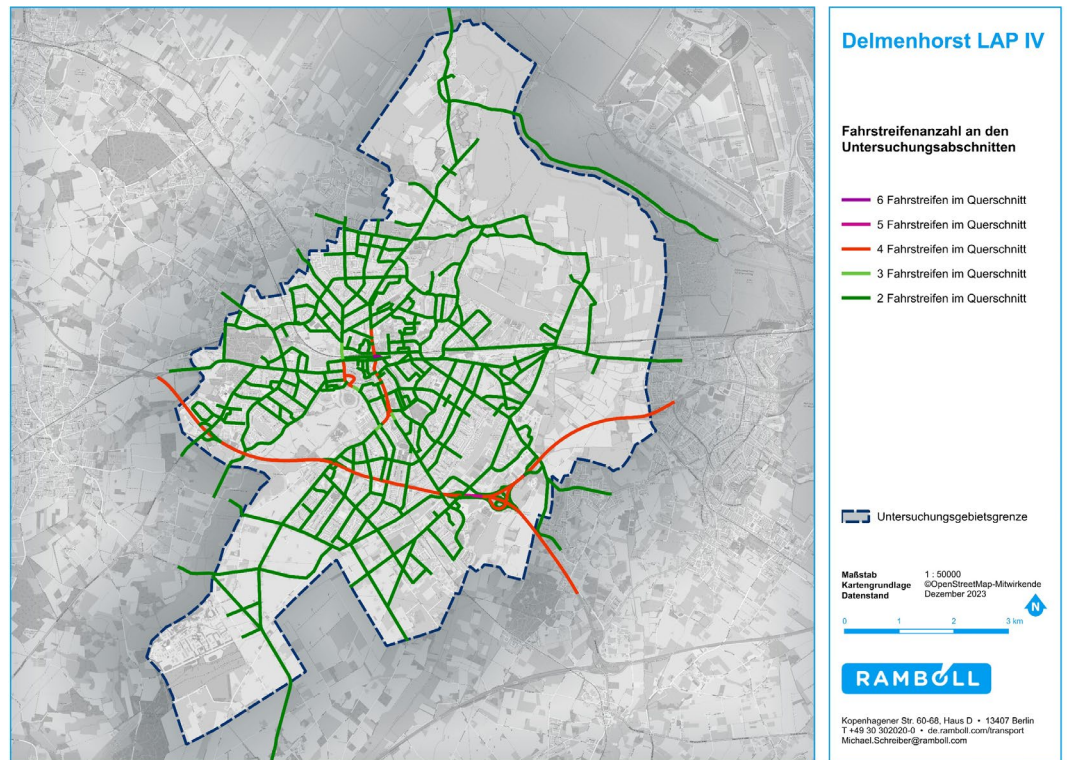 Delmenhorst LAP IV
Fahrstreifenanzahl an den
Untersuchungsabschnitten
6 Fahrstreifen im Querschnitt
5 Fahrstreifen im Querschnitt
4 Fahrstreifen im Querschnitt
3 Fahrstreifen im Querschnitt
2 Fahrstreifen im Querschnitt
Untersuchungsgebietsgrenze
Maßstab 1 : 50000
Kartengrundlage ©OpenStreetMap-Mitwirkende
Datenstand Dezember 2023
N
0 1 2 3 km
RAMBOLL
Kopenhagener Str. 60-68, Haus D • 13407 Berlin
T +49 30 302020-0 • de.ramboll.com/transport
Michael.Schreiber@ramboll.com